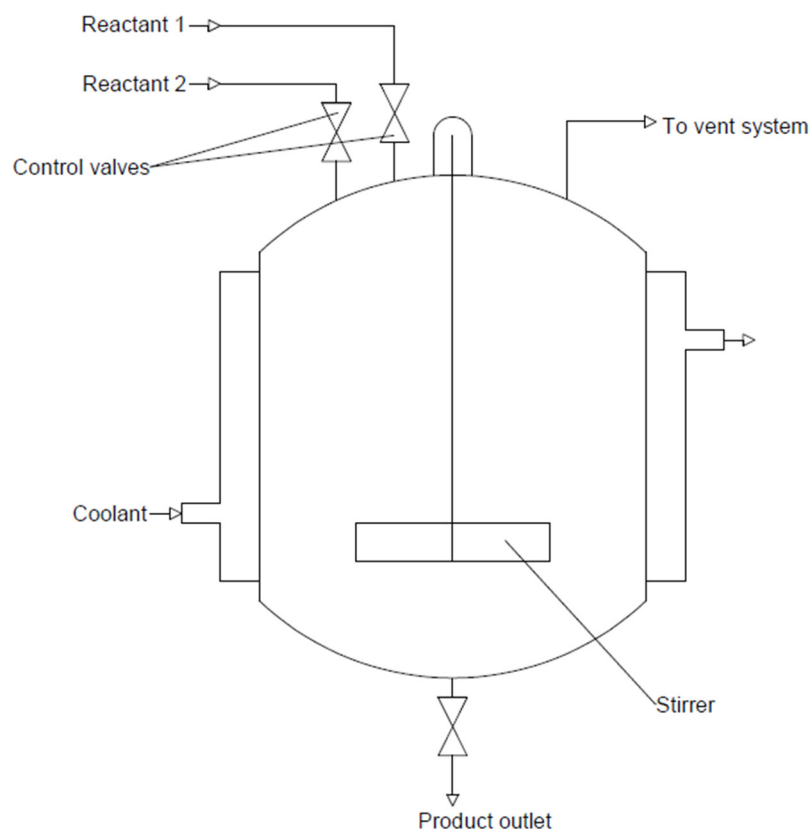 Reactant 1
Reactant 2
To vent system
Control valves
Coolant
Stirrer
Product outlet